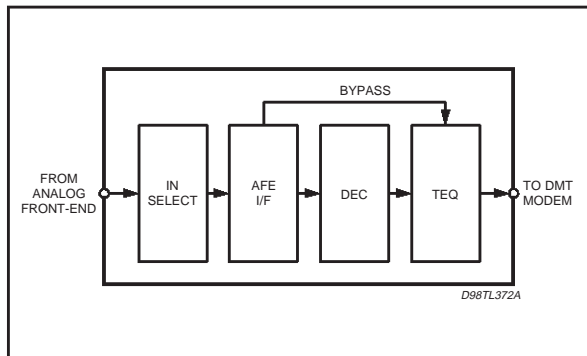 BYPASS
FROM
ANALOG
FRONT-END
IN
SELECT
AFE
I/F
DEC
TEQ
TO DMT
MODEM
D98TL372A